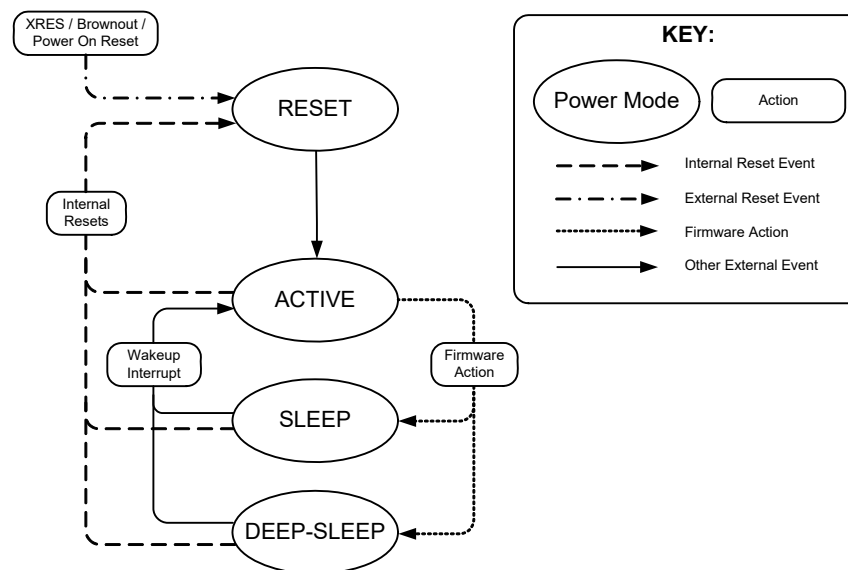 XRES / Brownout /
Power On Reset
KEY:
RESET
Power Mode
Action
Internal Reset Event
Internal
Resets
External Reset Event
Firmware Action
Other External Event
ACTIVE
Wakeup
Interrupt
Firmware
Action
SLEEP
DEEP-SLEEP